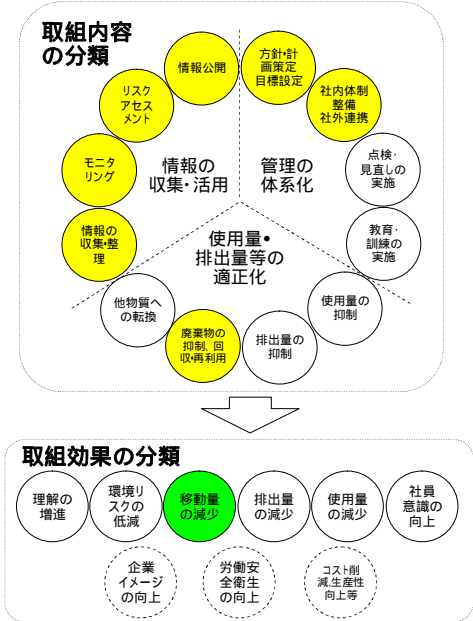 取組内容
の分類
情報公開
方針・計
画策定
目標設定
リスク
アセス
メント
社内体制
整備
社外連携
モニタ
リング
情報の
収集・活用
管理の
体系化
点検・
見直しの
実施
情報の
収集・整
理
使用量・
排出量等の
適正化
教育・
訓練の
実施
他物質へ
の転換
使用量の
抑制
廃棄物の
抑制、回
収・再利用
排出量の
抑制
取組効果の分類
理解の
増進
環境リ
スクの
低減
移動量
の減少
排出量
の減少
使用量
の減少
社員
意識の
向上
企業
イメージ
の向上
労働安
全衛生
の向上
コスト削
減、生産性
向上等